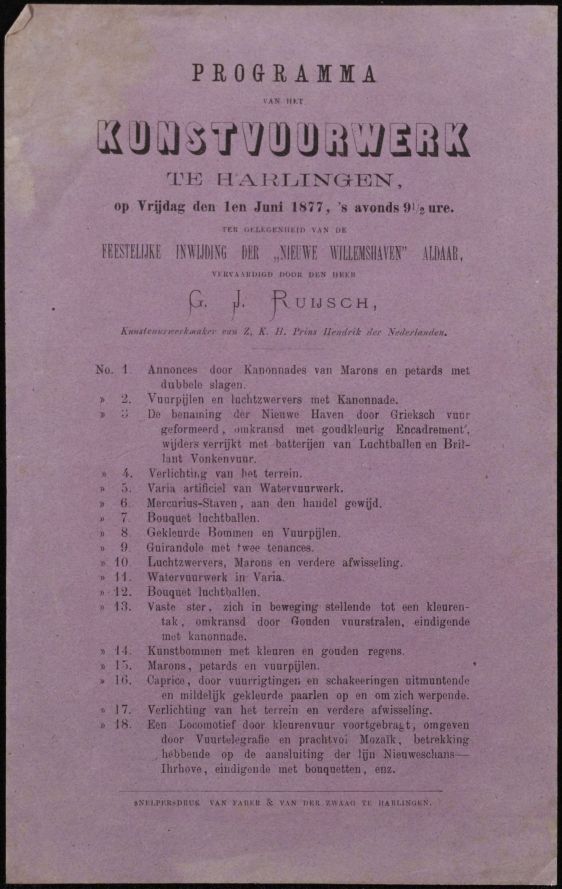 PROGRAMMA
VAN HET
KUNSTVUURWERK
TE HARLINGEN,
op Vrijdag den 1en Juni 1877, 's avonds 9½ ure.
TER GELEGENHEID VAN DE
FEESTELIJKE INWIJDING DER „NIEUWE WILLEMSHAVEN" ALDAAR,
VERVAARDIGD DOOR DEN HEER
G. J. RUIJSCH,
Kunstvuurwerkmaker van Z. K. H. Prins Hendrik der Nederlanden.
No. 1. Annonces door Kanonnades van Marons en petards met
dubbele slagen.
» 2. Vuurpijlen en luchtzwervers met Kanonnade.
» 3 De benaming der Nieuwe Haven door Grieksch vuur
geformeerd, omkransd met goudkleurig Encadrement,
wijders verrijkt met batterijen van Luchtballen en Bril-
lant Vonkenvuur.
» 4. Verlichting van het terrein.
» 5. Varia artificiel van Watervuurwerk.
» 6. Mercurius-Staven, aan den handel gewijd.
» 7. Bouquet luchtballen.
» 8. Gekleurde Bommen en Vuurpijlen.
» 9. Guirandole met twee tenances.
» 10. Luchtzwervers, Marons en verdere afwisseling.
» 11. Watervuurwerk in Varia.
» 12. Bouquet luchtballen.
» 13. Vaste ster, zich in beweging stellende tot een kleuren-
tak, omkransd door Gouden vuurstralen, eindigende
met kanonnade.
» 14. Kunstbommen met kleuren en gouden regens.
» 15. Marons, petards en vuurpijlen.
» 16. Caprice, door vuurrigtingen en schakeeringen uitmuntende
en mildelijk gekleurde paarlen op en om zich werpende.
» 17. Verlichting van het terrein en verdere afwisseling.
» 18. Een Locomotief door kleurenvuur voortgebragt, omgeven
door Vuurtelegrafie en prachtvol Mozaïk, betrekking
hebbende op de aansluiting der lijn Nieuweschans—
Ihrhove, eindigende met bouquetten, enz.
SNELPERSDRUK VAN FABER & VAN DER ZWAAG TE HARLINGEN.